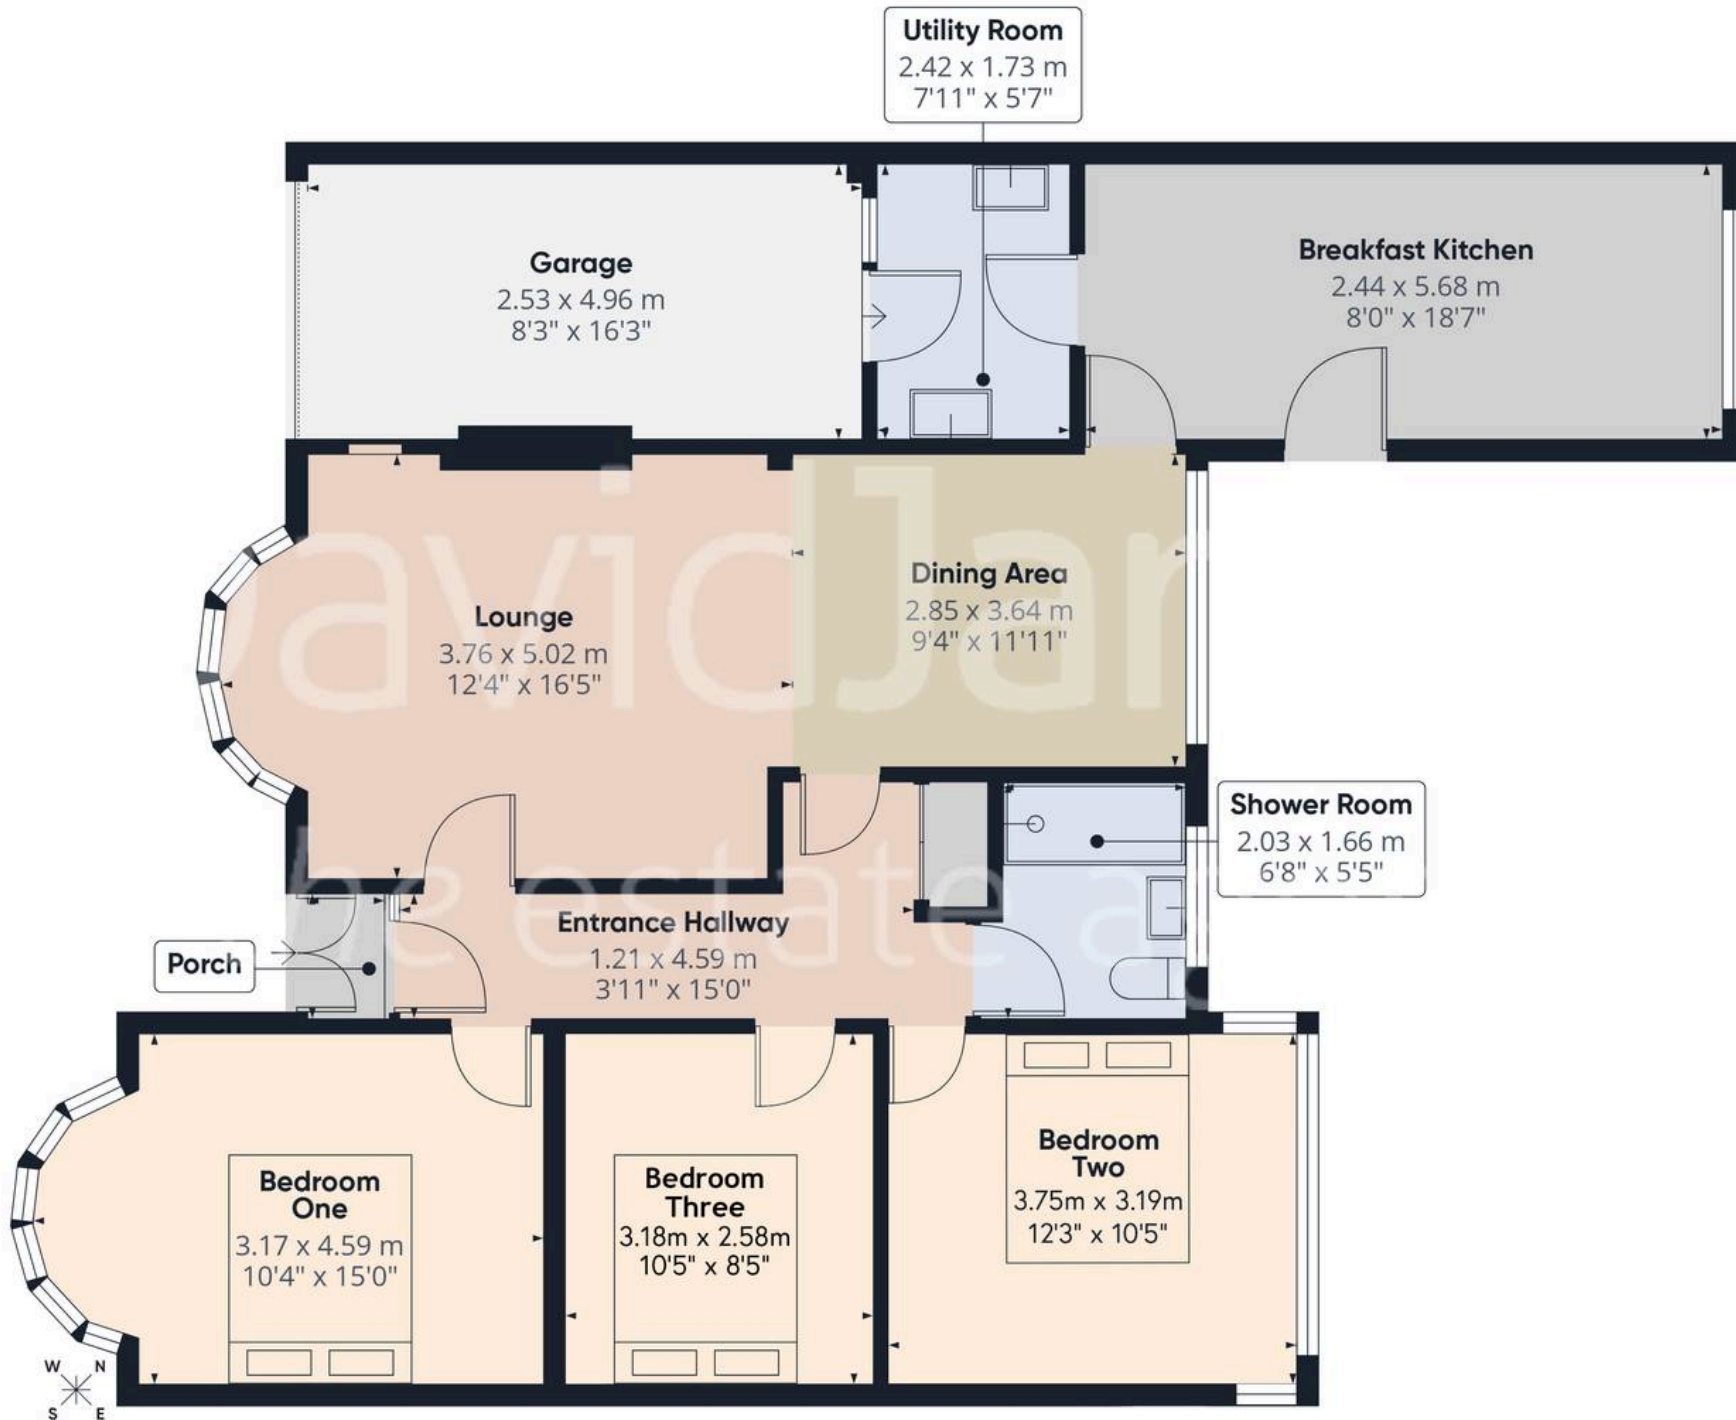 Utility Room
2.42 x 1.73 m
7'11" x 5'7"
Garage
2.53 x 4.96 m
8'3" x 16'3"
Breakfast Kitchen
2.44 x 5.68 m
8'0" x 18'7"
Lounge
3.76 x 5.02 m
12'4" x 16'5"
Dining Area
2.85 x 3.64 m
9'4" x 11'11"
Shower Room
2.03 x 1.66 m
6'8" x 5'5"
Entrance Hallway
1.21 x 4.59 m
3'11" x 15'0"
Porch
Bedroom
One
3.17 x 4.59 m
10'4" x 15'0"
Bedroom
Three
3.18m x 2.58m
10'5" x 8'5"
Bedroom
Two
3.75m x 3.19m
12'3" x 10'5"
W N
S E
DavidJam
the estate ag